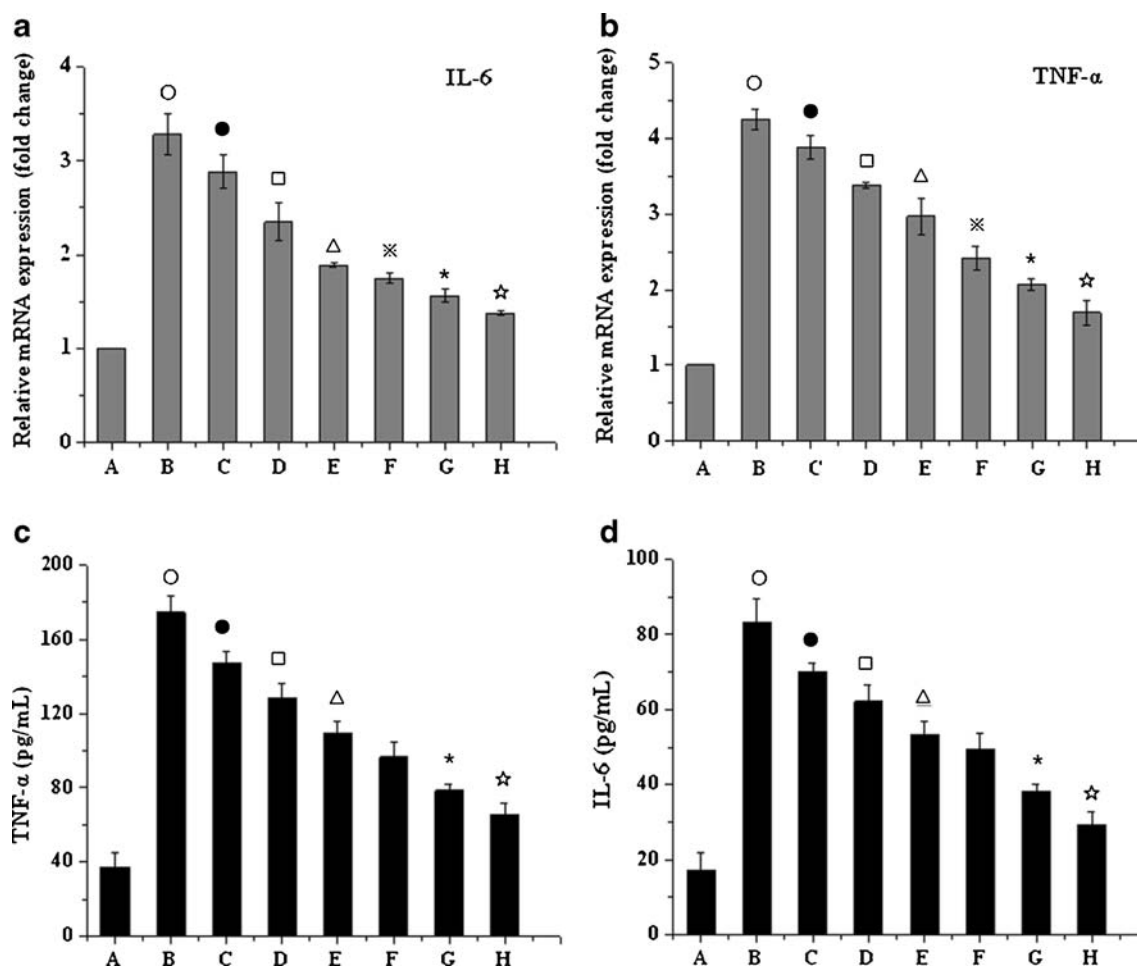 a
Relative mRNA expression (fold change)
IL-6
4
3
2
1
0
A B C D E F G H
※ *
b
Relative mRNA expression (fold change)
TNF-α
5
4
3
2
1
0
A B C D E F G H
※ *
c
TNF-α (pg/mL)
200
160
120
80
40
0
A B C D E F G H
*
d
IL-6 (pg/mL)
100
80
60
40
20
0
A B C D E F G H
*